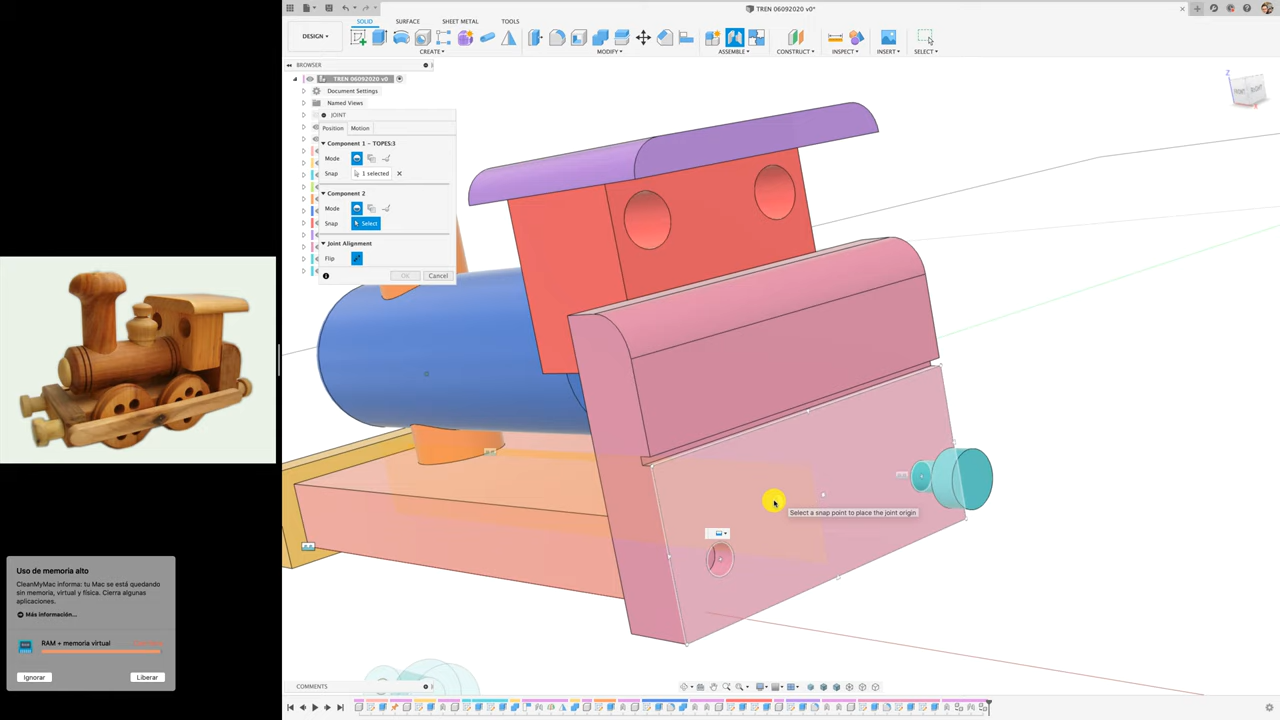 TREN 06092020 v0*
SOLID
SURFACE
SHEET METAL
TOOLS
DESIGN
CREATE
MODIFY
ASSEMBLE
CONSTRUCT
INSPECT
INSERT
SELECT
BROWSER
TREN 06092020 v0
Document Settings
Named Views
JOINT
Position
Motion
Component 1 - TOPES:3
Mode
Snap
1 selected
Component 2
Mode
Snap
Select
Joint Alignment
Flip
OK
Cancel
Z
FRONT
RIGHT
Select a snap point to place the joint origin
Uso de memoria alto
CleanMyMac informa: tu Mac se está quedando
sin memoria, virtual y física. Cierra algunas
aplicaciones.
Más información...
RAM + memoria virtual
Ignorar
Liberar
COMMENTS